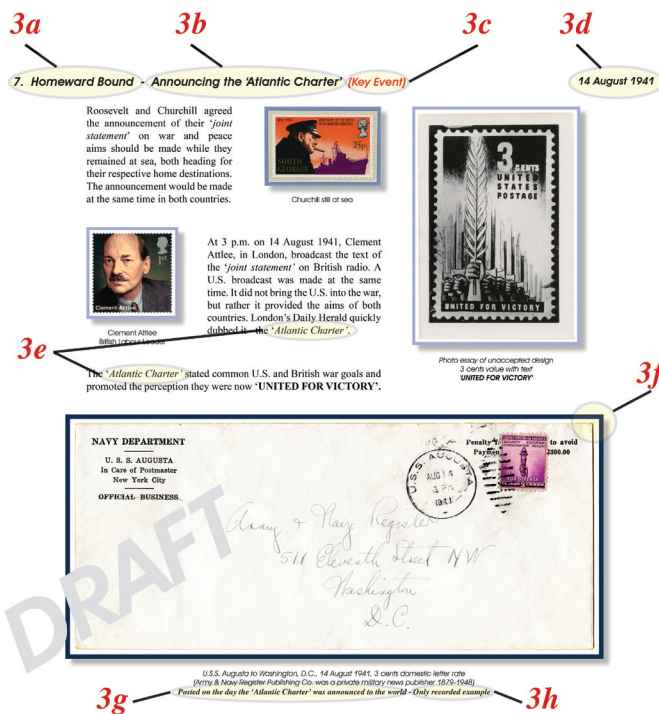 3a
3b
3c
3d
7. Homeward Bound - Announcing the 'Atlantic Charter' (Key Event)
14 August 1941
Roosevelt and Churchill agreed
the announcement of their 'joint
statement' on war and peace
aims should be made while they
remained at sea, both heading for
their respective home destinations.
The announcement would be made
at the same time in both countries.
25p
SOUTH
GEORGIA
Churchill still at sea
3
CENTS
UNITED
STATES
POSTAGE
UNITED FOR VICTORY
Photo essay of unaccepted design
3 cents value with text
'UNITED FOR VICTORY'
1st
Clement Attlee
Clement Attlee
British Labour Leader
At 3 p.m. on 14 August 1941, Clement
Attlee, in London, broadcast the text of
the 'joint statement' on British radio. A
U.S. broadcast was made at the same
time. It did not bring the U.S. into the war,
but rather it provided the aims of both
countries. London's Daily Herald quickly
dubbed it the 'Atlantic Charter'.
3e
The 'Atlantic Charter' stated common U.S. and British war goals and
promoted the perception they were now 'UNITED FOR VICTORY'.
3f
NAVY DEPARTMENT
U. S. S. AUGUSTA
In Care of Postmaster
New York City
OFFICIAL BUSINESS
U.S.S. AUGUSTA
AUG 14
3 PM
1941
Penalty to avoid
Paymen $300.00
FOR DEFENSE
Army & Navy Register
511 Eleventh Street NW
Washington
D.C.
DRAFT
U.S.S. Augusta to Washington, D.C., 14 August 1941, 3 cents domestic letter rate
(Army & Navy Register Publishing Co. was a private military news publisher 1879-1948)
Posted on the day the 'Atlantic Charter' was announced to the world - Only recorded example
3g
3h